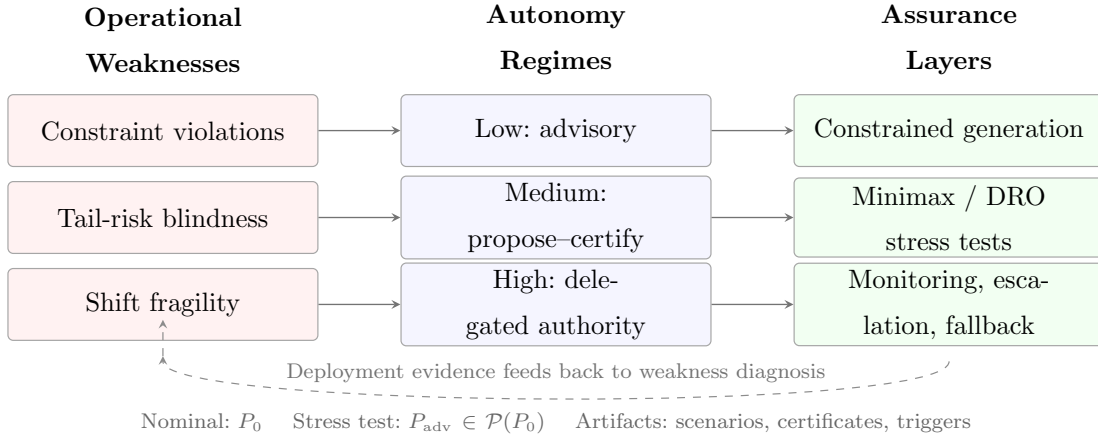 Operational
Weaknesses
Autonomy
Regimes
Assurance
Layers
Constraint violations
Low: advisory
Constrained generation
Tail-risk blindness
Medium:
propose–certify
Minimax / DRO
stress tests
Shift fragility
High: dele-
gated authority
Monitoring, esca-
lation, fallback
Deployment evidence feeds back to weakness diagnosis
Nominal: P₀ Stress test: P_adv ∈ 𝒫(P₀) Artifacts: scenarios, certificates, triggers